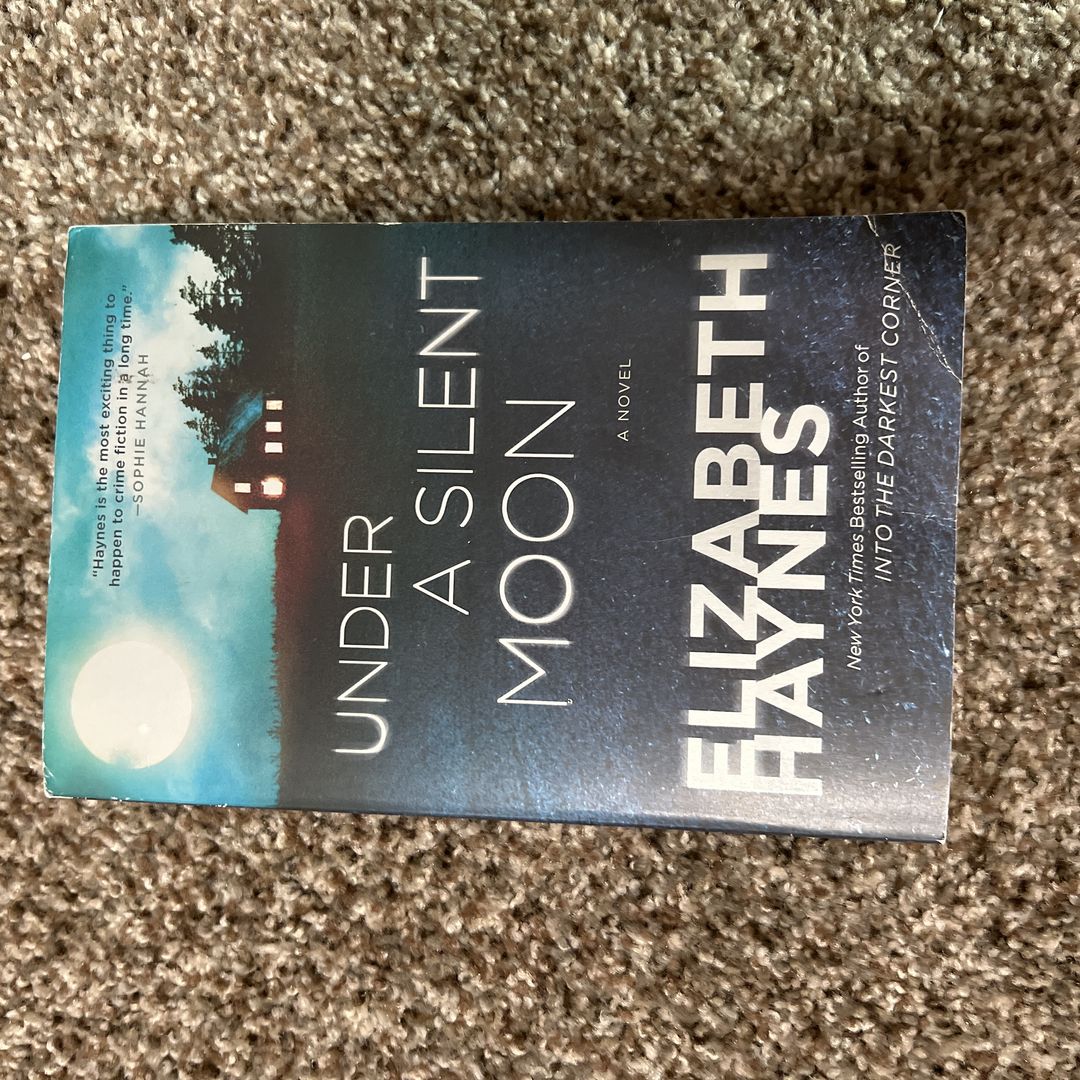 “Haynes is the most exciting thing to
happen to crime fiction in a long time.”
—SOPHIE HANNAH
UNDER
A SILENT
MOON
A NOVEL
ELIZABETH
HAYNES
New York Times Bestselling Author of
INTO THE DARKEST CORNER